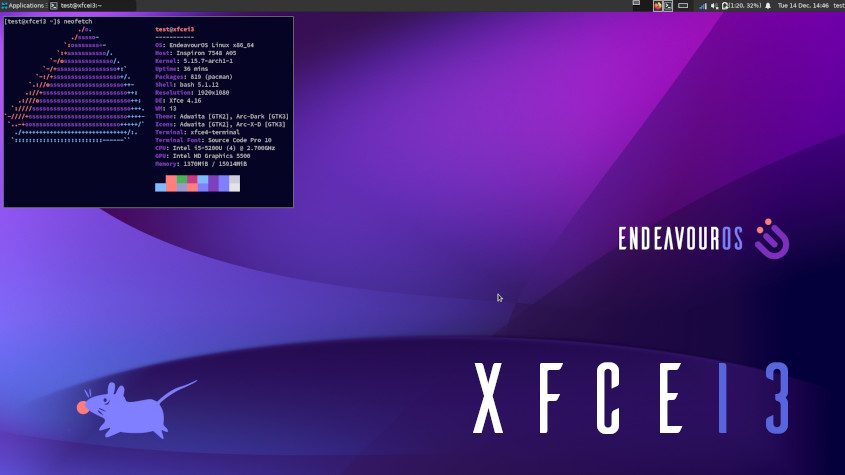 Applications
test@xfcei3:~
(1:20, 32%)
Tue 14 Dec, 14:46
test
[test@xfcei3 ~]$ neofetch
test@xfcei3
-----------
OS: EndeavourOS Linux x86_64
Host: Inspiron 7548 A05
Kernel: 5.15.7-arch1-1
Uptime: 36 mins
Packages: 819 (pacman)
Shell: bash 5.1.12
Resolution: 1920x1080
DE: Xfce 4.16
WM: i3
Theme: Adwaita [GTK2], Arc-Dark [GTK3]
Icons: Adwaita [GTK2], Arc-X-D [GTK3]
Terminal: xfce4-terminal
Terminal Font: Source Code Pro 10
CPU: Intel i5-5200U (4) @ 2.700GHz
GPU: Intel HD Graphics 5500
Memory: 1370MiB / 15914MiB
ENDEAVOUROS
XFCEI3